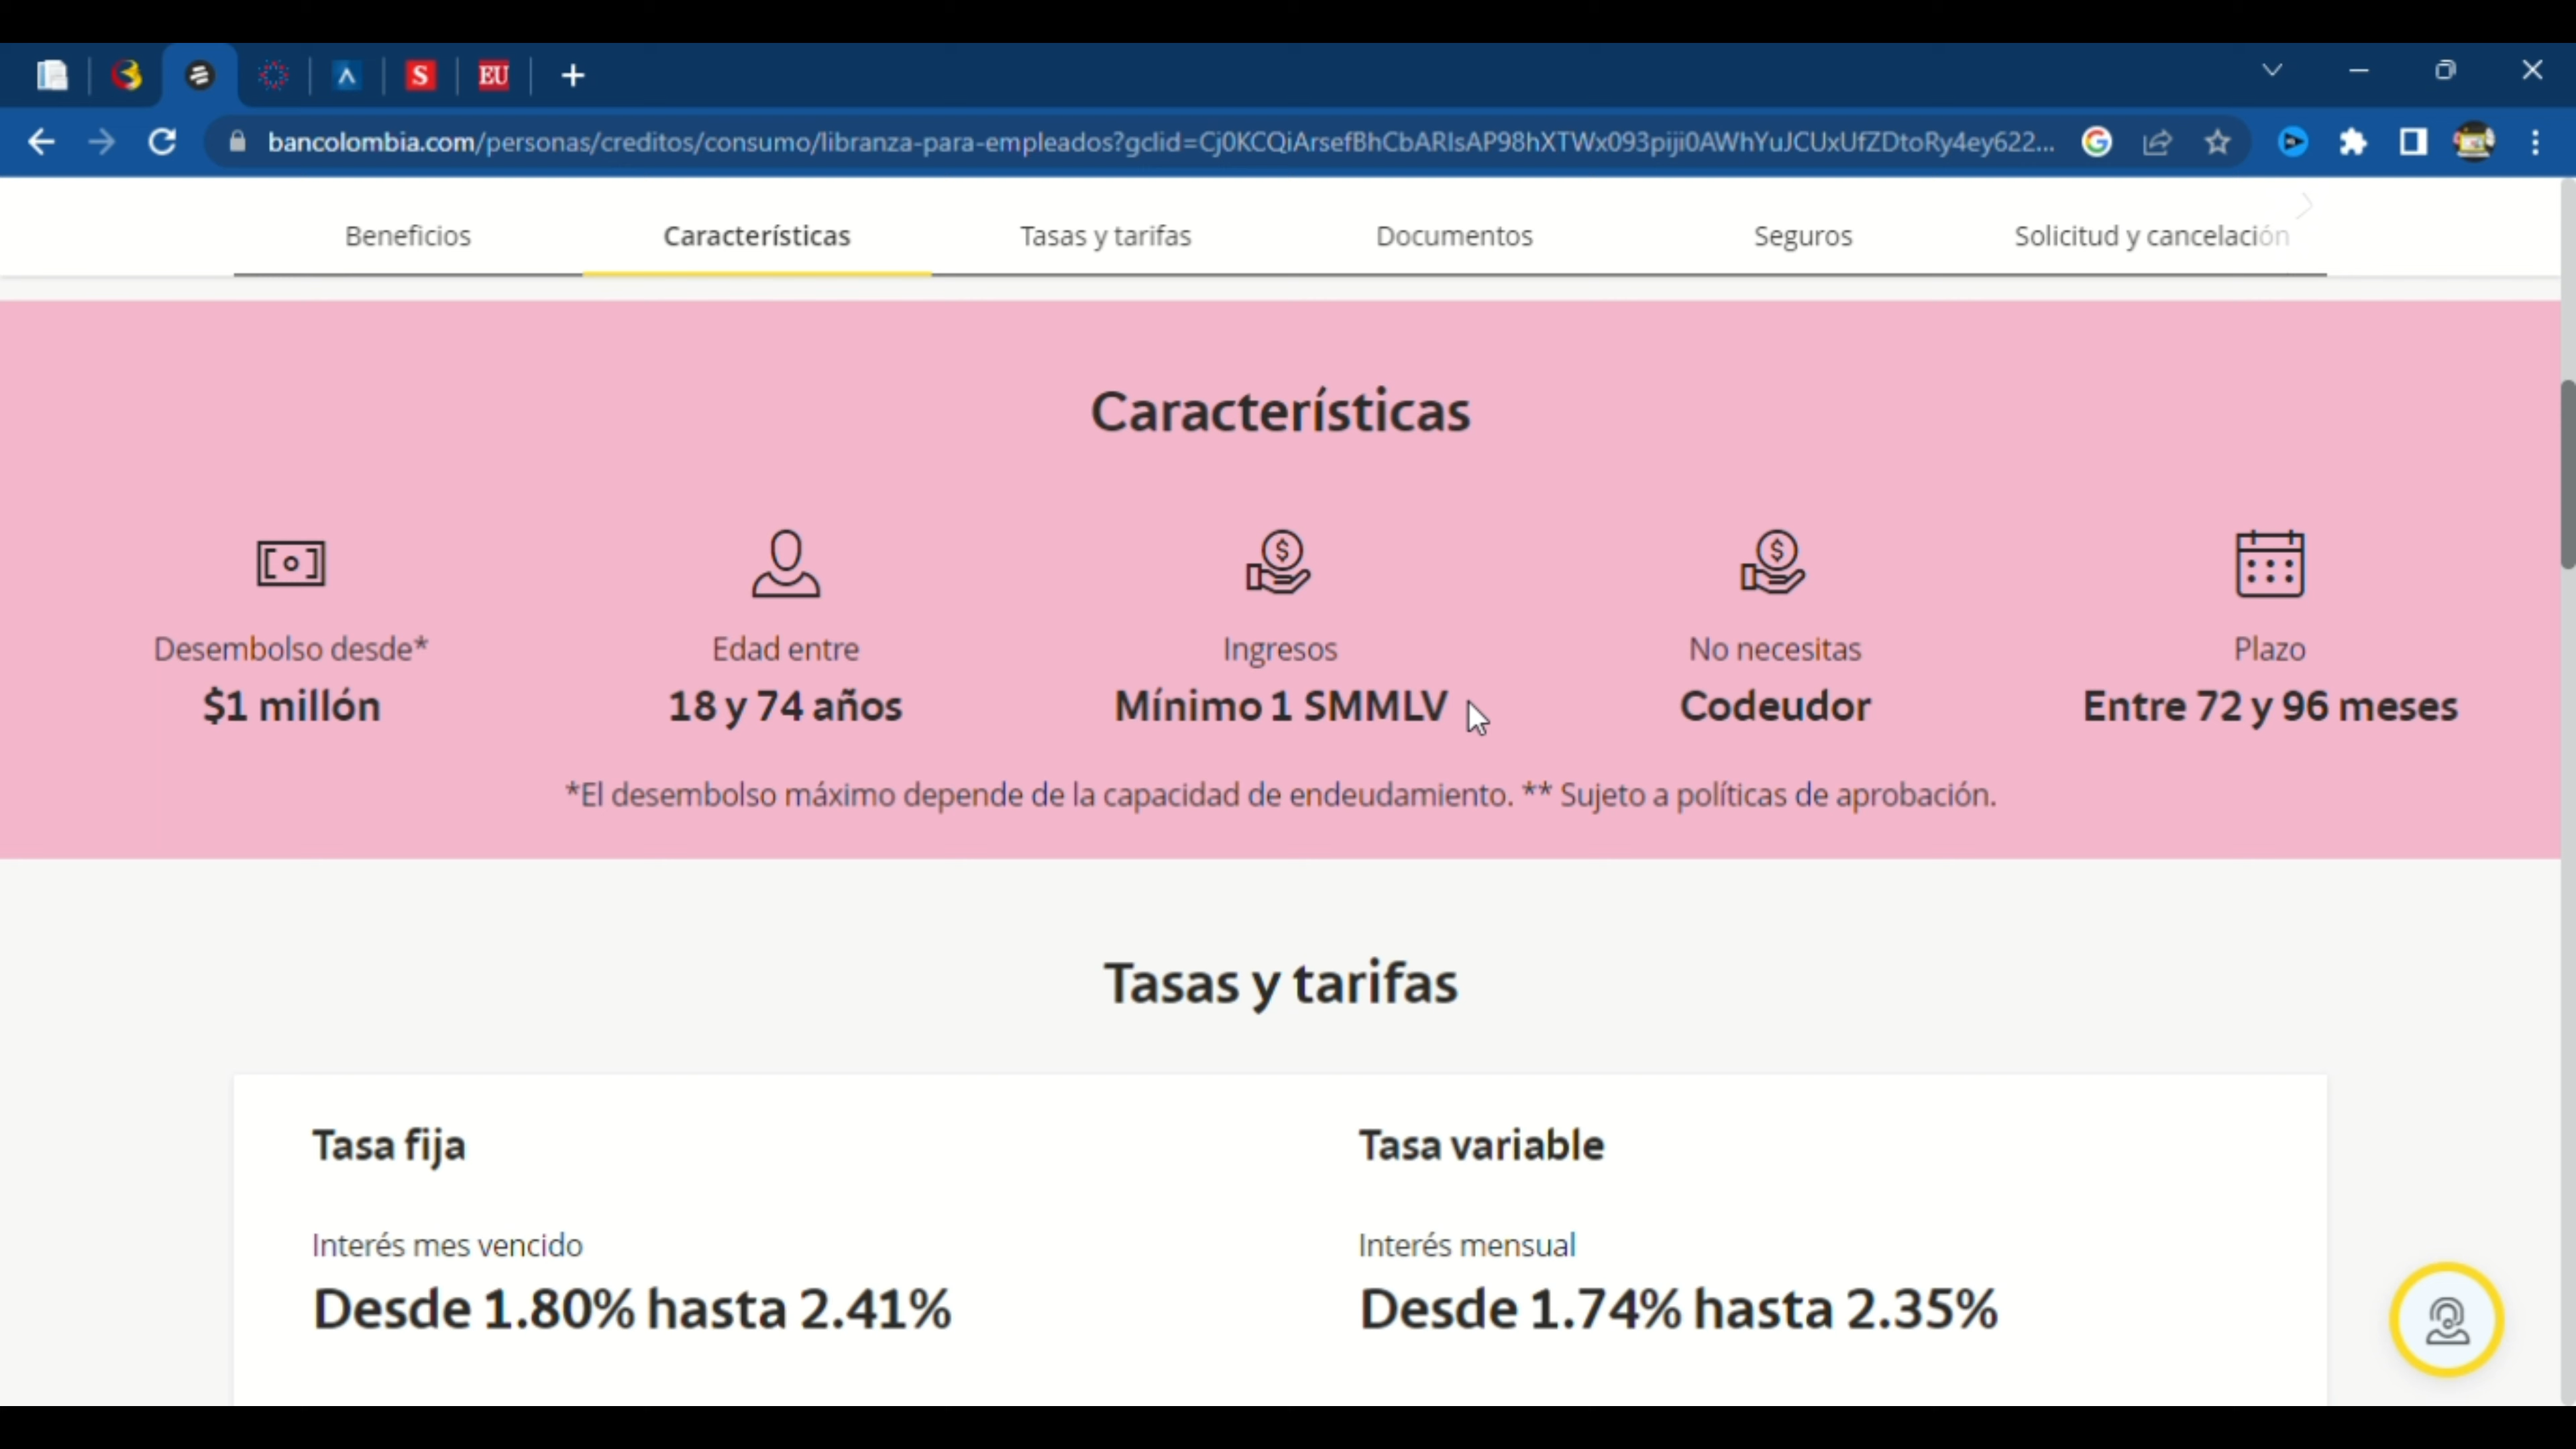 S
EU
bancolombia.com/personas/creditos/consumo/libranza-para-empleados?gclid=Cj0KCQiArsefBhCbARIsAP98hXTWx093piji0AWhYuJCUxUfZDtoRy4ey622...
Beneficios Características Tasas y tarifas Documentos Seguros Solicitud y cancelación
Características
Desembolso desde* Edad entre Ingresos No necesitas Plazo
$1 millón 18 y 74 años Mínimo 1 SMMLV Codeudor Entre 72 y 96 meses
*El desembolso máximo depende de la capacidad de endeudamiento. ** Sujeto a políticas de aprobación.
Tasas y tarifas
Tasa fija Tasa variable
Interés mes vencido Interés mensual
Desde 1.80% hasta 2.41% Desde 1.74% hasta 2.35%